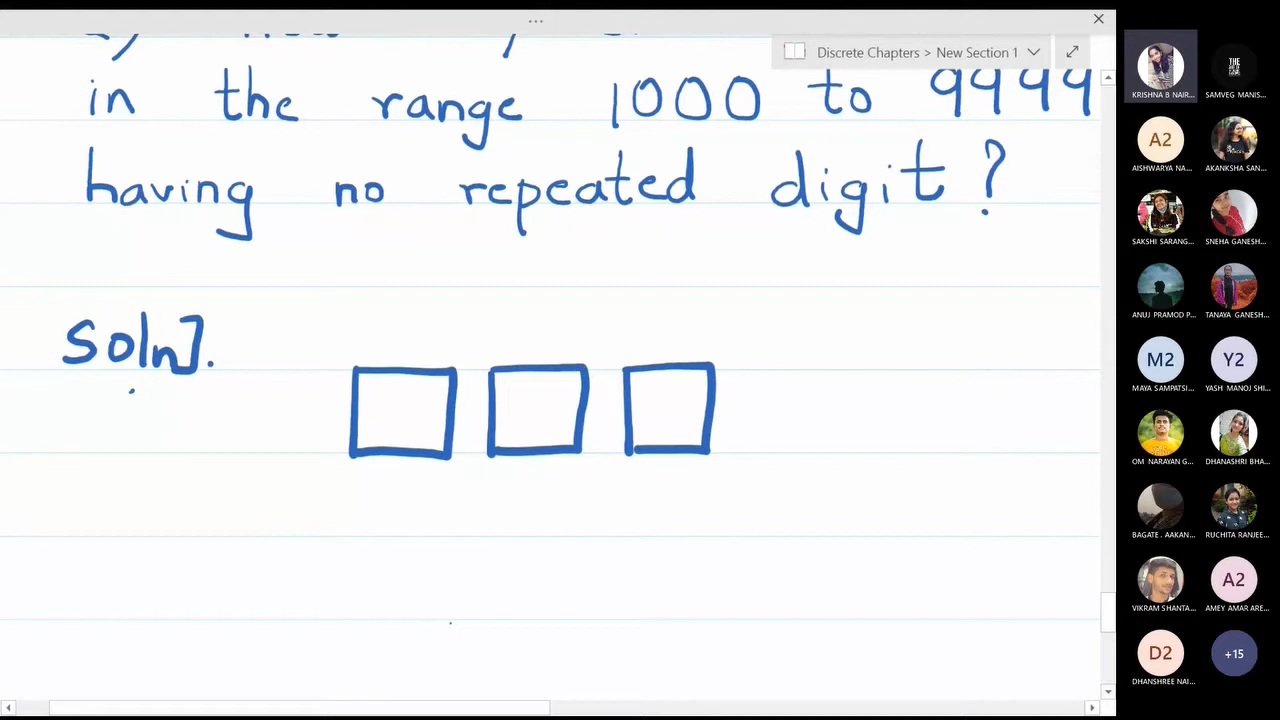 Discrete Chapters > New Section 1
in the range 1000 to 9999
having no repeated digit ?
Soln].
KRISHNA B NAIR...
SAMVEG MANIS...
A2
AISHWARYA NA...
AKANKSHA SAN...
SAKSHI SARANG...
SNEHA GANESH...
ANUJ PRAMOD P...
TANAYA GANESH...
M2
Y2
MAYA SAMPATSI...
YASH MANOJ SHI...
OM NARAYAN G...
DHANASHRI BHA...
BAGATE . AAKAN...
RUCHITA RANJEE...
A2
VIKRAM SHANTA...
AMEY AMAR ARE...
D2
+15
DHANSHREE NAI...